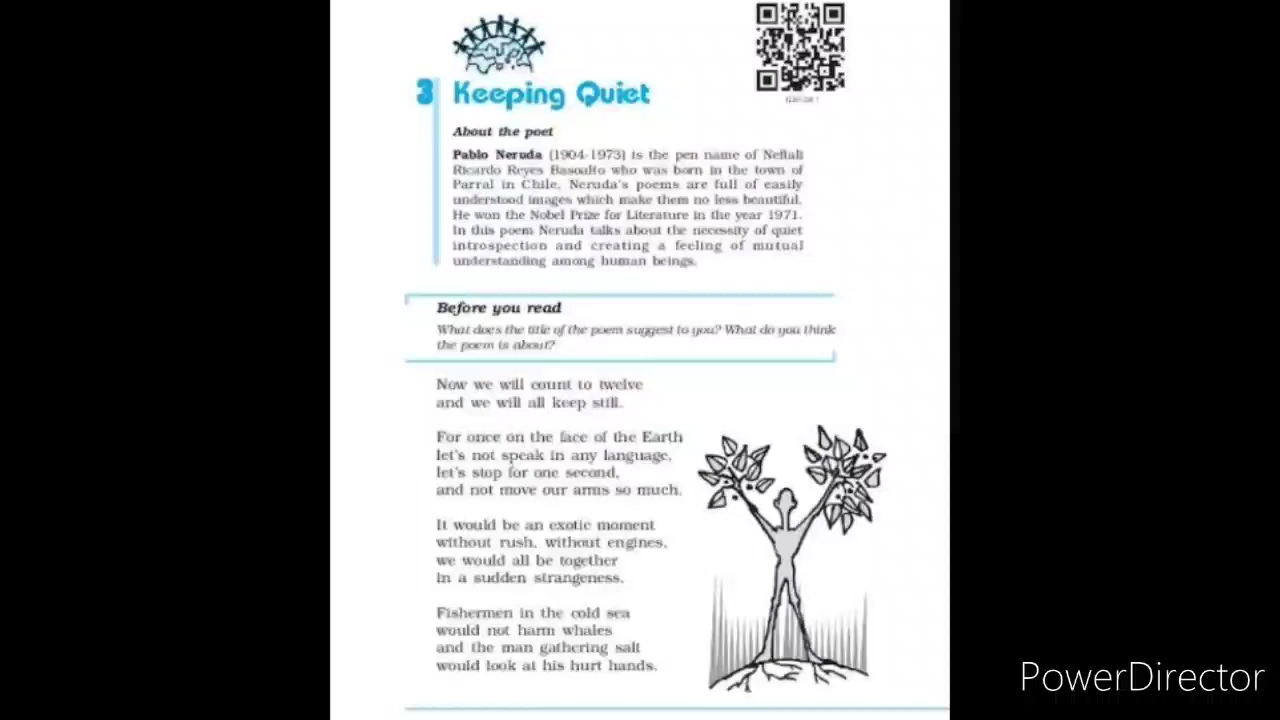 3 Keeping Quiet
About the poet
Pablo Neruda (1904-1973) is the pen name of Neftali
Ricardo Reyes Basoalto who was born in the town of
Parral in Chile. Neruda's poems are full of easily
understood images which make them no less beautiful.
He won the Nobel Prize for Literature in the year 1971.
In this poem Neruda talks about the necessity of quiet
introspection and creating a feeling of mutual
understanding among human beings.
Before you read
What does the title of the poem suggest to you? What do you think
the poem is about?
Now we will count to twelve
and we will all keep still.
For once on the face of the Earth
let's not speak in any language,
let's stop for one second,
and not move our arms so much.
It would be an exotic moment
without rush, without engines,
we would all be together
in a sudden strangeness.
Fishermen in the cold sea
would not harm whales
and the man gathering salt
would look at his hurt hands.
PowerDirector